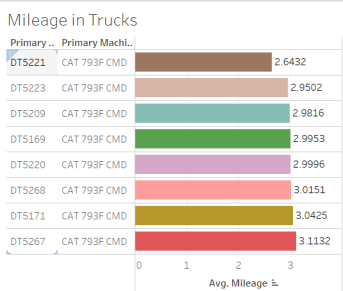 Mileage in Trucks
Primary .. Primary Machi..
DT5221 CAT 793F CMD 2.6432
DT5223 CAT 793F CMD 2.9502
DT5209 CAT 793F CMD 2.9816
DT5169 CAT 793F CMD 2.9953
DT5220 CAT 793F CMD 2.9996
DT5268 CAT 793F CMD 3.0151
DT5171 CAT 793F CMD 3.0425
DT5267 CAT 793F CMD 3.1132
0 1 2 3
Avg. Mileage